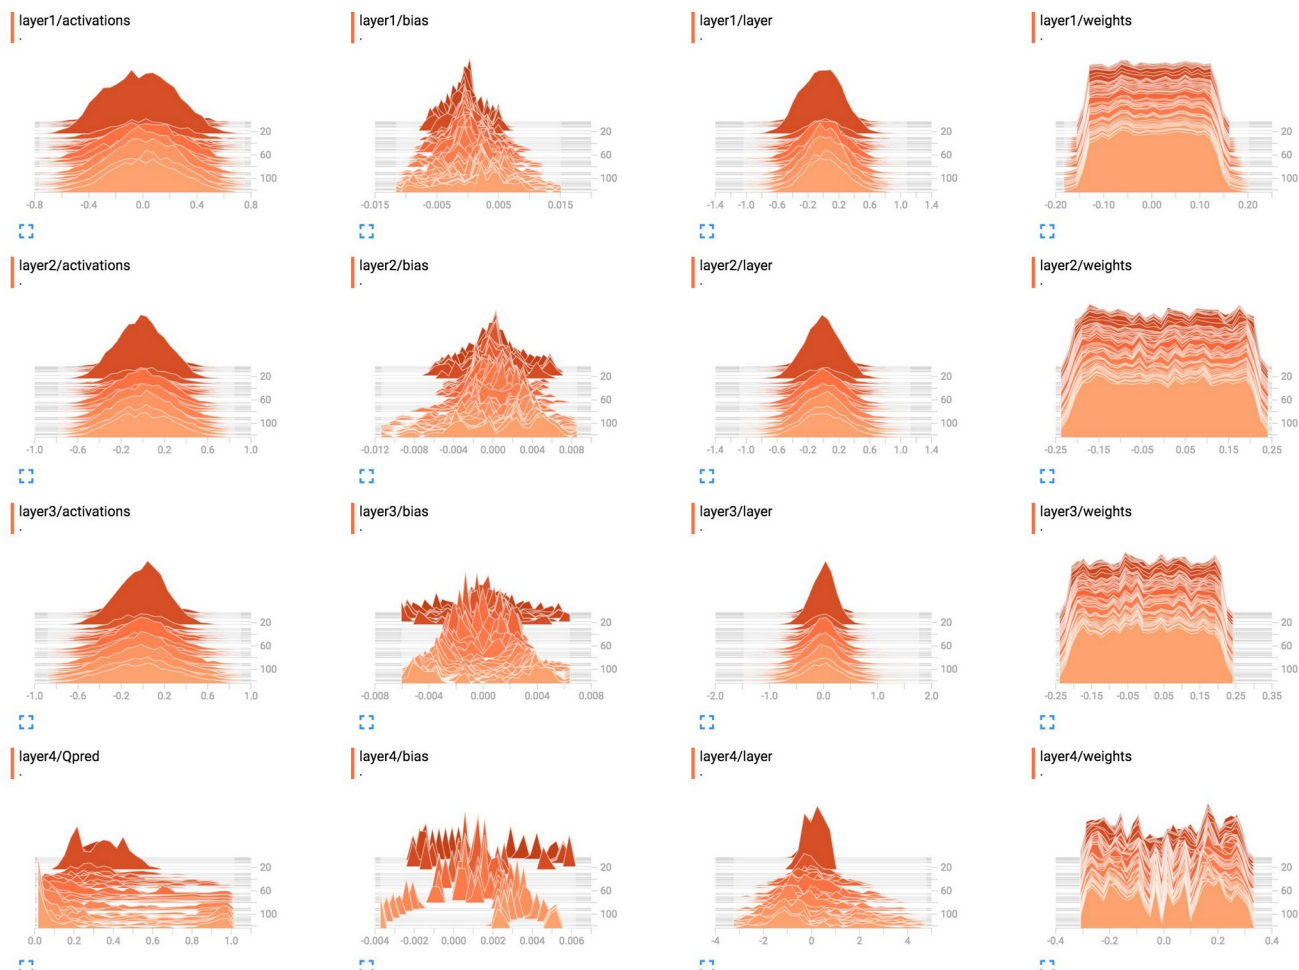 layer1/activations
layer1/bias
layer1/layer
layer1/weights
20
60
100
-0.8 -0.4 0.0 0.4 0.8
20
60
100
-0.015 -0.005 0.005 0.015
20
60
100
-1.4 -1.0 -0.6 -0.2 0.2 0.6 1.0 1.4
20
60
100
-0.20 -0.10 0.00 0.10 0.20
layer2/activations
layer2/bias
layer2/layer
layer2/weights
20
60
100
-1.0 -0.6 -0.2 0.2 0.6 1.0
20
60
100
-0.012 -0.004 0.000 0.004 0.008
20
60
100
-1.4 -1.0 -0.6 -0.2 0.2 0.6 1.0 1.4
20
60
100
-0.25 -0.15 -0.05 0.05 0.15 0.25
layer3/activations
layer3/bias
layer3/layer
layer3/weights
20
60
100
-1.0 -0.6 -0.2 0.2 0.6 1.0
20
60
100
-0.008 -0.004 0.000 0.004 0.008
20
60
100
-2.0 -1.0 0.0 1.0 2.0
20
60
100
-0.25 -0.15 -0.05 0.05 0.15 0.25 0.35
layer4/Qpred
layer4/bias
layer4/layer
layer4/weights
20
60
100
0.0 0.2 0.4 0.6 0.8 1.0
20
60
100
-0.004 0.000 0.002 0.006
20
60
100
-4 -2 0 2 4
20
60
100
-0.4 -0.2 0.0 0.2 0.4